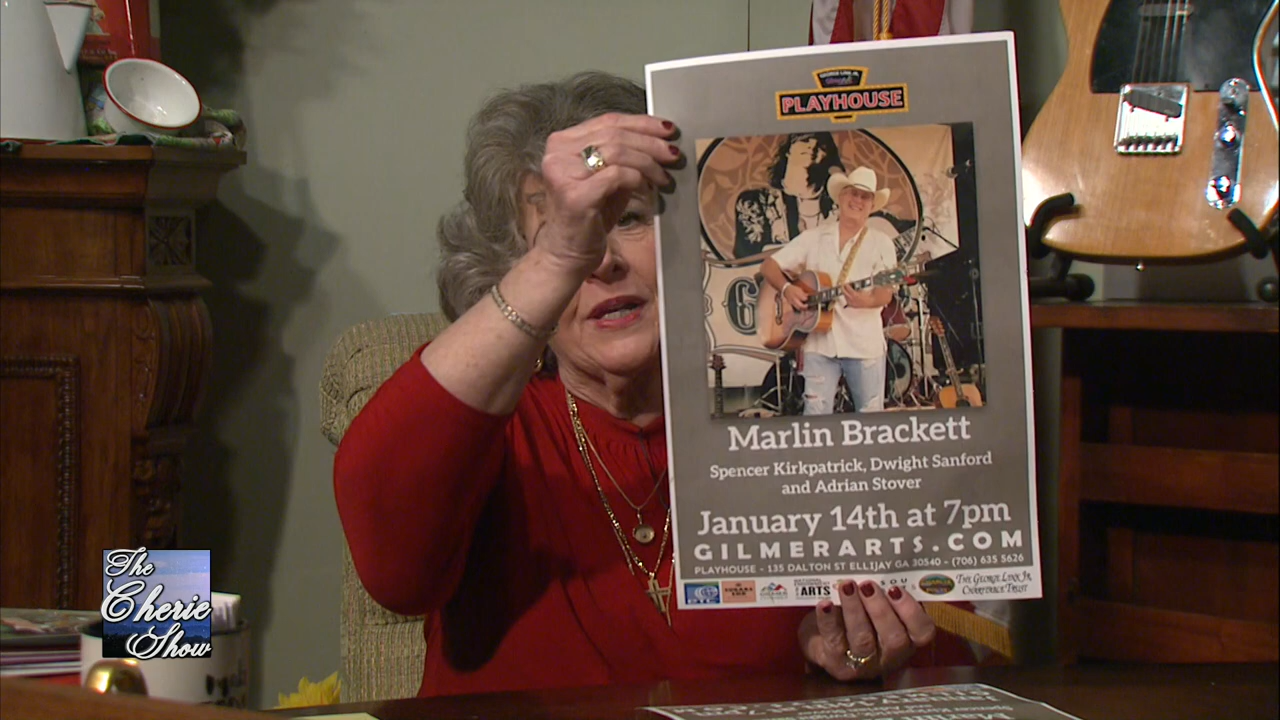 PLAYHOUSE
G
Marlin Brackett
Spencer Kirkpatrick, Dwight Sanford
and Adrian Stover
January 14th at 7pm
GILMERARTS.COM
PLAYHOUSE - 135 DALTON ST ELLIJAY GA 30540 - (706) 635 5626
ETC
ARTS
THE GEORGE LINK JR.
CHARITABLE TRUST
The
Cherie
Show